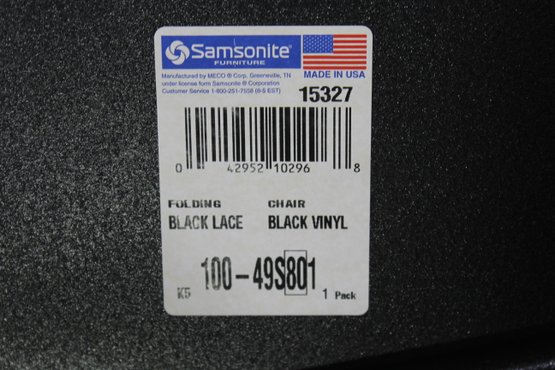 Samsonite®
FURNITURE
Manufactured by MECO ® Corp. Greeneville, TN
under license form Samsonite ® Corporation
Customer Service 1-800-251-7558 (8-5 EST)
MADE IN USA
15327
0 42952 10296 8
FOLDING CHAIR
BLACK LACE BLACK VINYL
K5 100-49S801 1 Pack